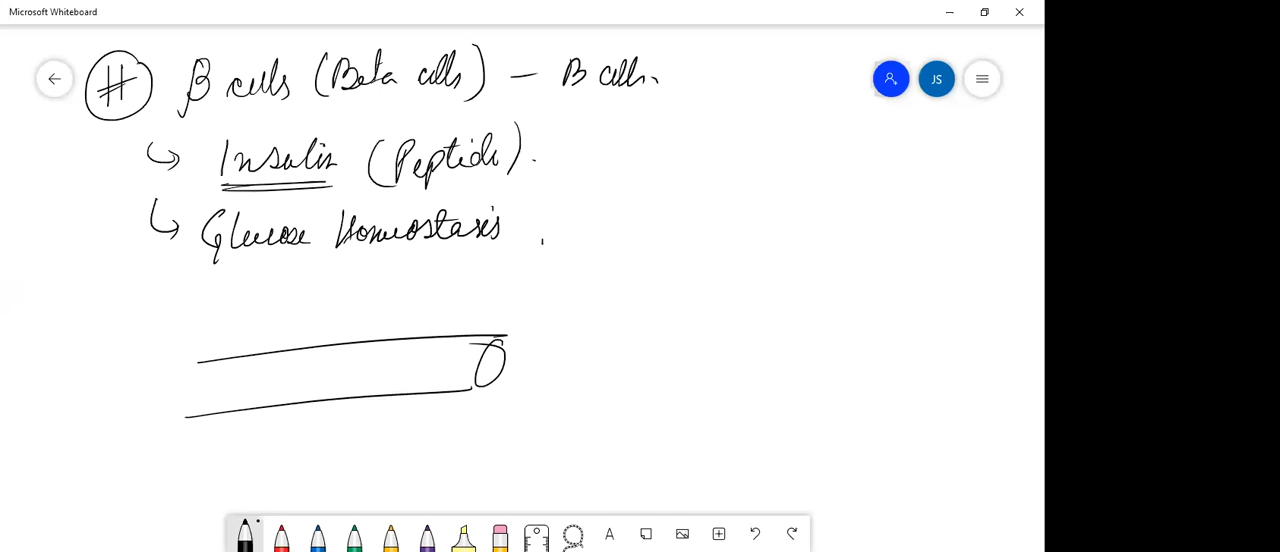 Microsoft Whiteboard
JS
# β cells (Beta cells) - B cells.
↳ Insulin (Peptide).
↳ Glucose Homeostasis
A